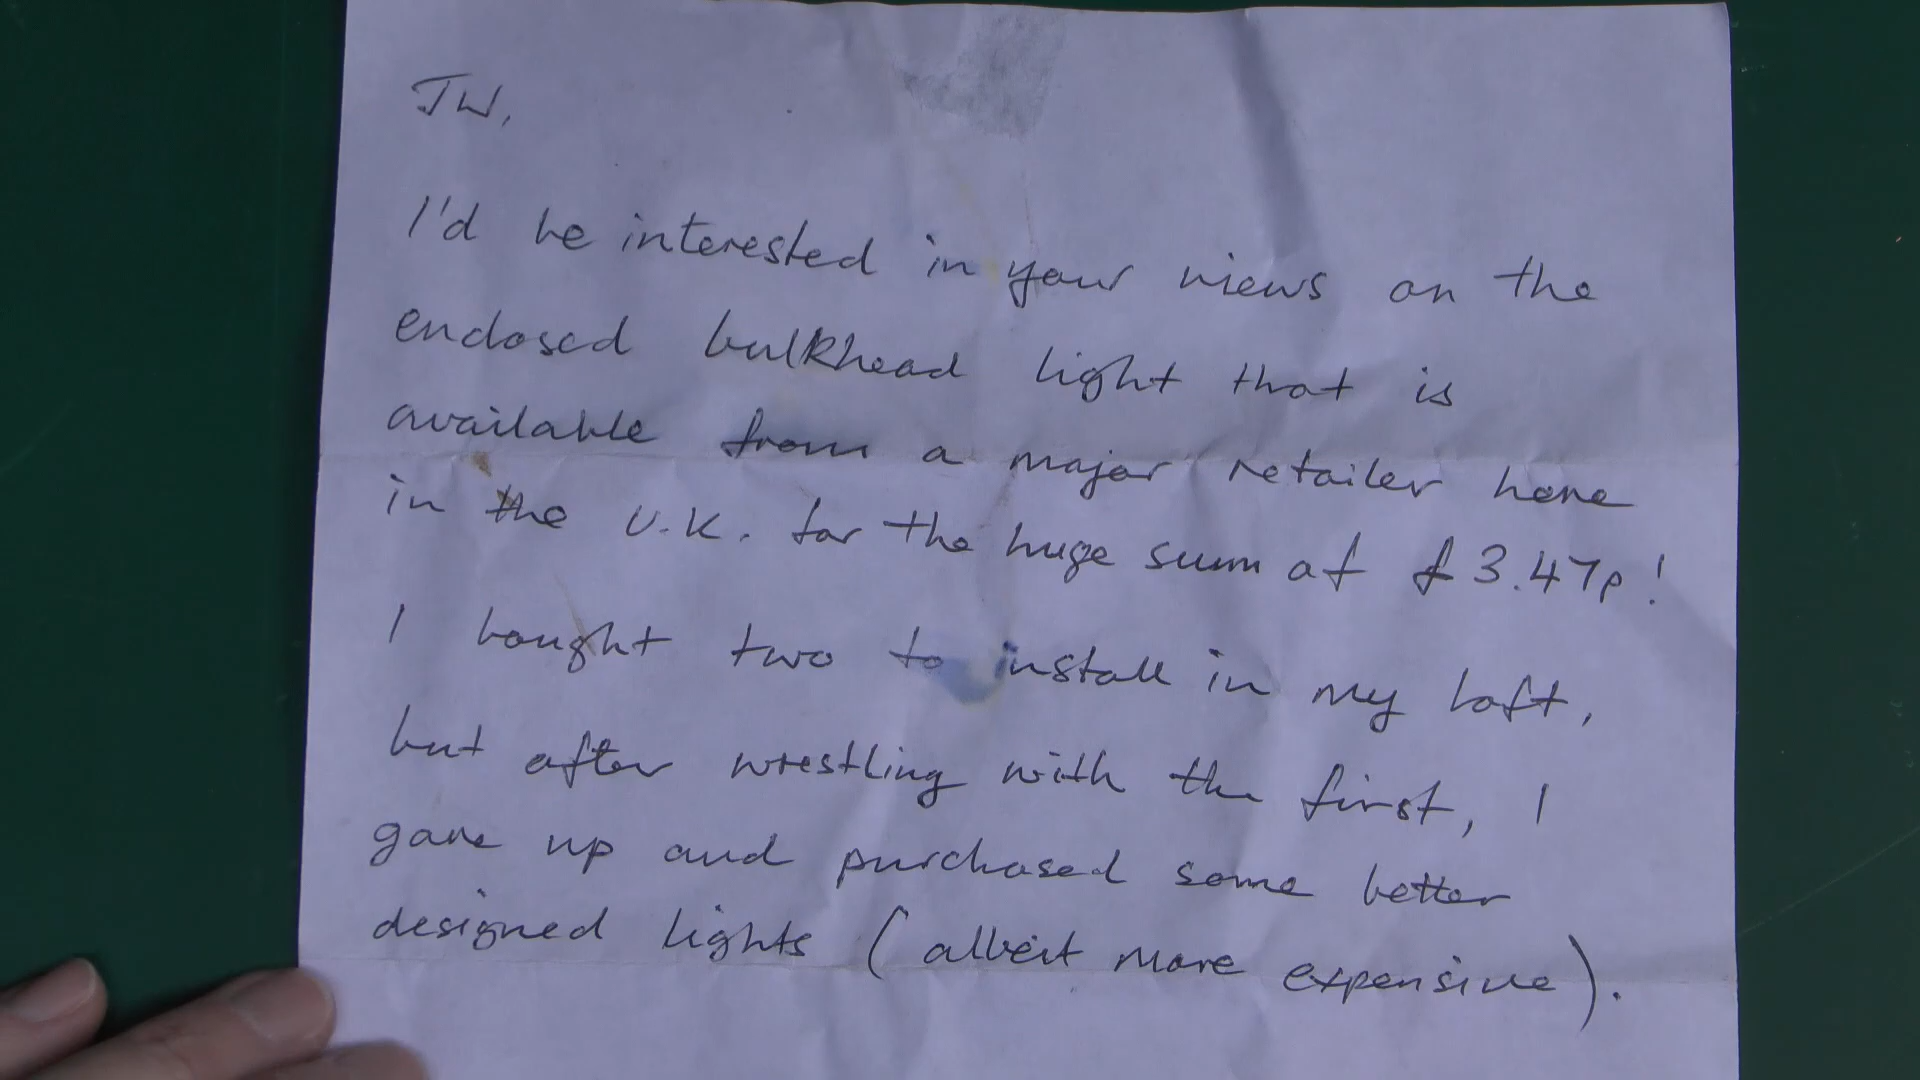 JW,
I'd be interested in your views on the
enclosed bulkhead light that is
available from a major retailer here
in the U.K. for the huge sum of £3.47p!
I bought two to install in my loft,
but after wrestling with the first, I
gave up and purchased some better
designed lights (albeit more expensive).